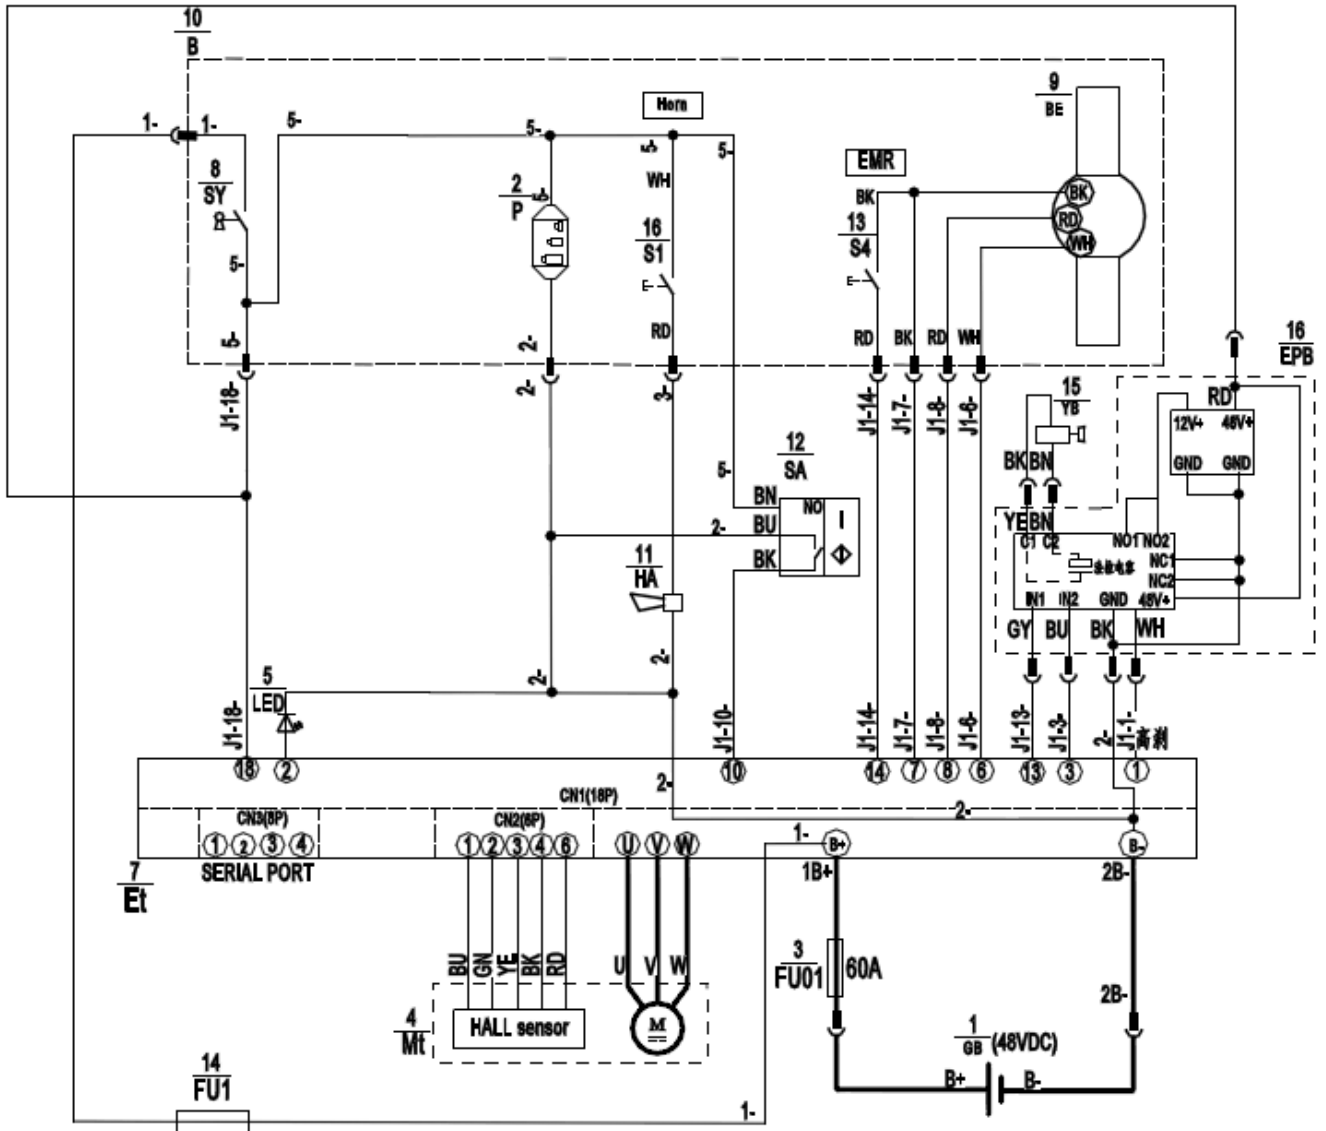 10
B
1-
1-
5-
Horn
5-
5-
5-
9
BE
8
SY
2
P
5-
WH
EMR
BK
BK
RD
WH
16
S1
13
S4
5-
5-
2-
RD
RD
BK
RD
WH
16
EPB
J1-18-
2-
3-
J1-14-
J1-7-
J1-8-
J1-6-
15
YB
RD
12V+
48V+
GND
GND
BK
BN
12
SA
5-
BN
NO
I
2-
BU
BK
YE
BN
C1
C2
NO1
NO2
NC1
NC2
IN1
IN2
GND
48V+
11
HA
GY
BU
BK
WH
2-
2-
5
LED
J1-18-
J1-10-
J1-14-
J1-7-
J1-8-
J1-6-
J1-13-
J1-3-
2-
J1-1-
高刹
18
2
10
14
7
8
6
13
3
1
2-
CN1(18P)
2-
CN3(8P)
CN2(6P)
1
2
3
4
1
2
3
4
6
U
V
W
1-
B+
B-
SERIAL PORT
7
Et
1B+
2B-
BU
GN
YE
BK
RD
U
V
W
3
FU01
60A
2B-
4
Mt
HALL sensor
M
1
GB
(48VDC)
B+
B-
14
FU1
1-